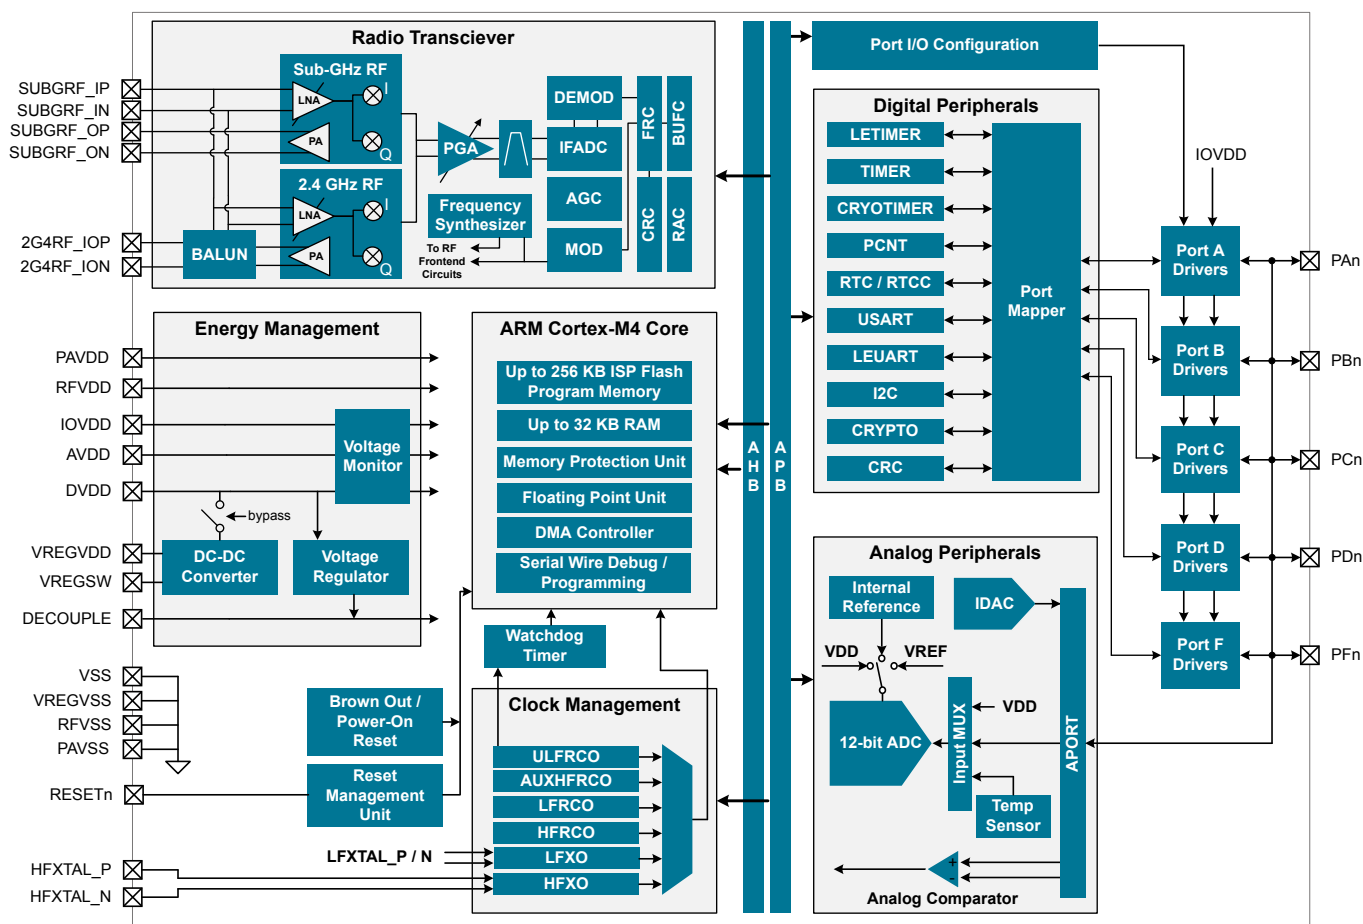 Radio Transciever
SUBGRF_IP
SUBGRF_IN
SUBGRF_OP
SUBGRF_ON
2G4RF_IOP
2G4RF_ION
BALUN
Sub-GHz RF
LNA
PA
I
Q
2.4 GHz RF
LNA
PA
I
Q
PGA
Frequency
Synthesizer
To RF
Frontend
Circuits
DEMOD
IFADC
AGC
MOD
FRC
BUFC
CRC
RAC
Energy Management
PAVDD
RFVDD
IOVDD
AVDD
DVDD
VREGVDD
VREGSW
DECOUPLE
Voltage
Monitor
bypass
DC-DC
Converter
Voltage
Regulator
VSS
VREGVSS
RFVSS
PAVSS
RESETn
HFXTAL_P
HFXTAL_N
ARM Cortex-M4 Core
Up to 256 KB ISP Flash
Program Memory
Up to 32 KB RAM
Memory Protection Unit
Floating Point Unit
DMA Controller
Serial Wire Debug /
Programming
Watchdog
Timer
Brown Out /
Power-On
Reset
Reset
Management
Unit
Clock Management
ULFRCO
AUXHFRCO
LFRCO
HFRCO
LFXO
HFXO
LFXTAL_P / N
A
H
B
A
P
B
Port I/O Configuration
Digital Peripherals
LETIMER
TIMER
CRYOTIMER
PCNT
RTC / RTCC
USART
LEUART
I2C
CRYPTO
CRC
Port
Mapper
IOVDD
Port A
Drivers
Port B
Drivers
Port C
Drivers
Port D
Drivers
Port F
Drivers
PAn
PBn
PCn
PDn
PFn
Analog Peripherals
Internal
Reference
IDAC
VDD
VREF
12-bit ADC
Input MUX
VDD
Temp
Sensor
APORT
+
-
Analog Comparator